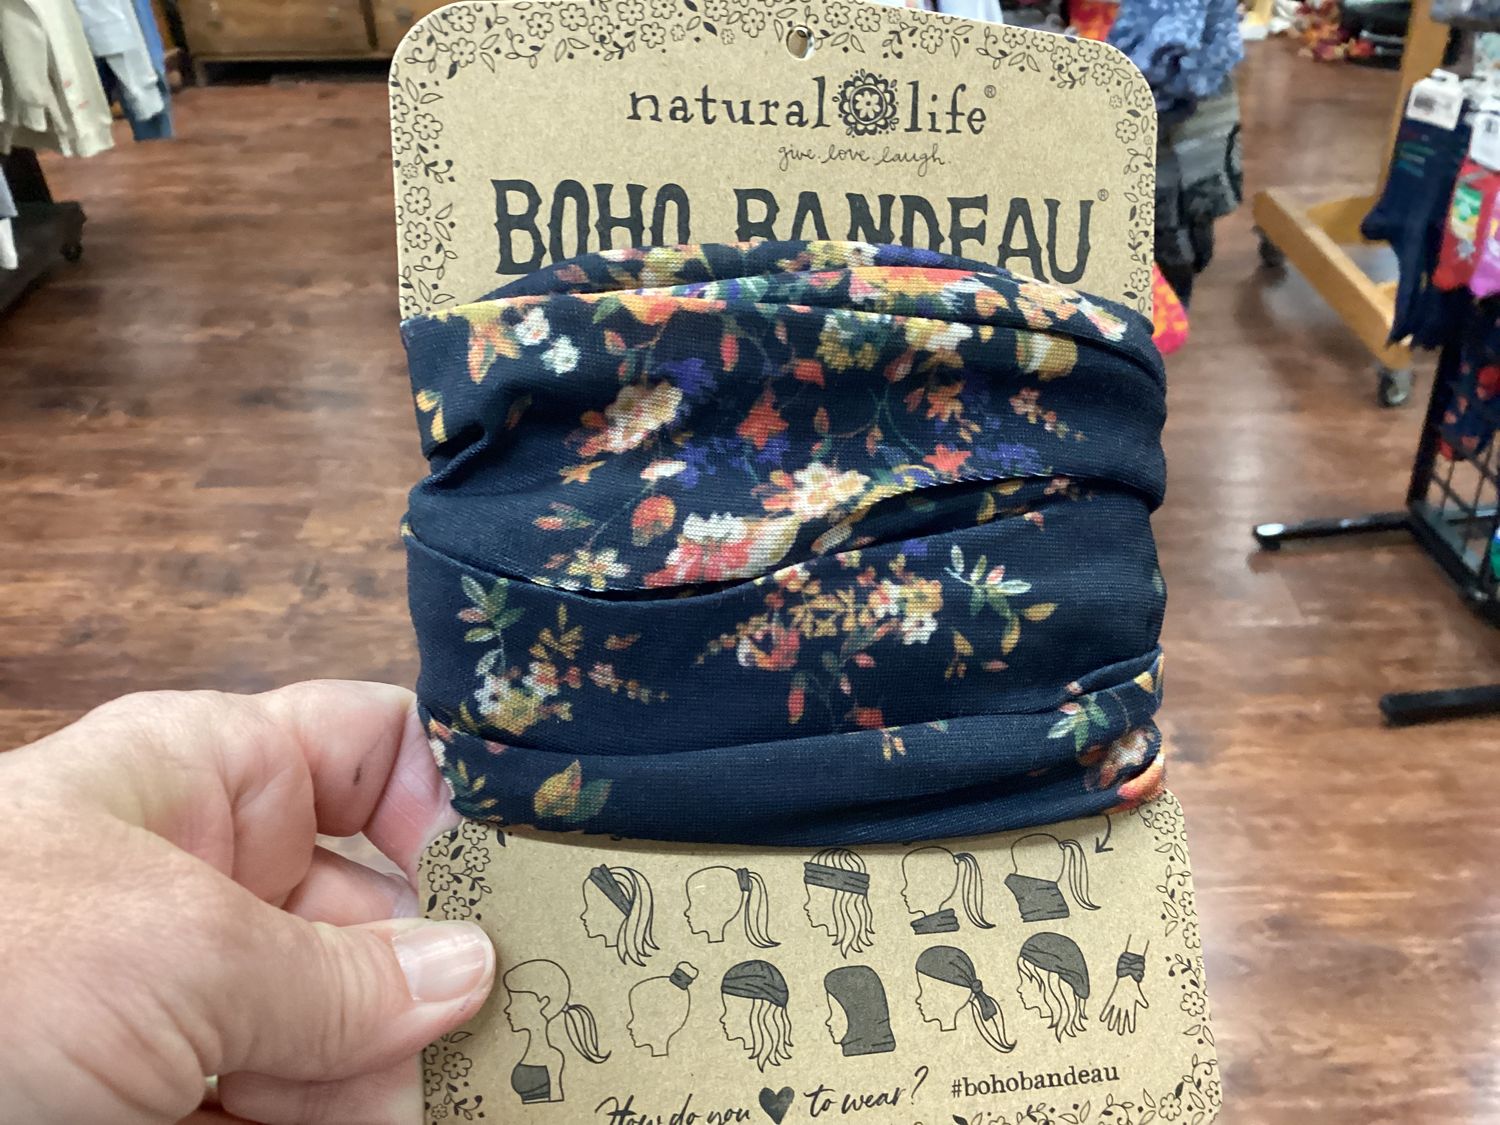 natural life®
give. love. laugh.
BOHO BANDEAU®
How do you to wear? #bohobandeau